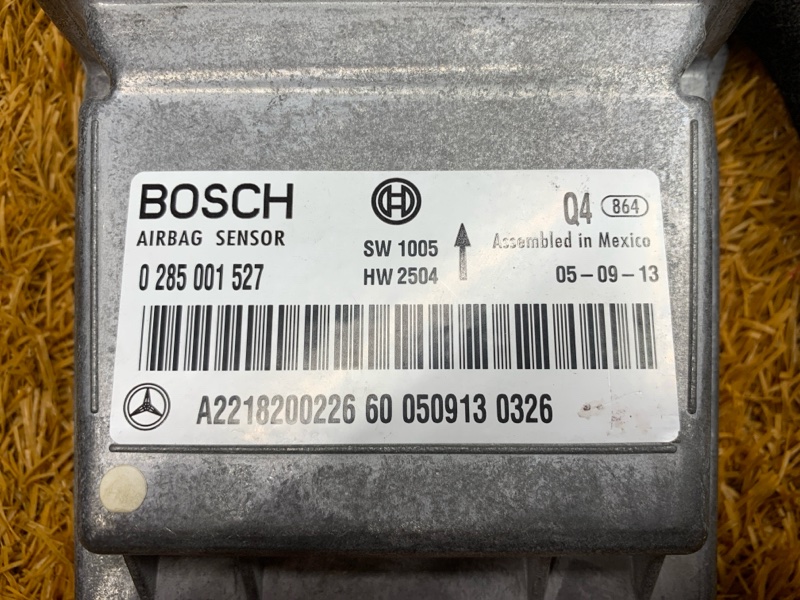 BOSCH
AIRBAG SENSOR
0 285 001 527
SW 1005
HW 2504
Q4 864
Assembled in Mexico
05-09-13
A2218200226 60 050913 0326